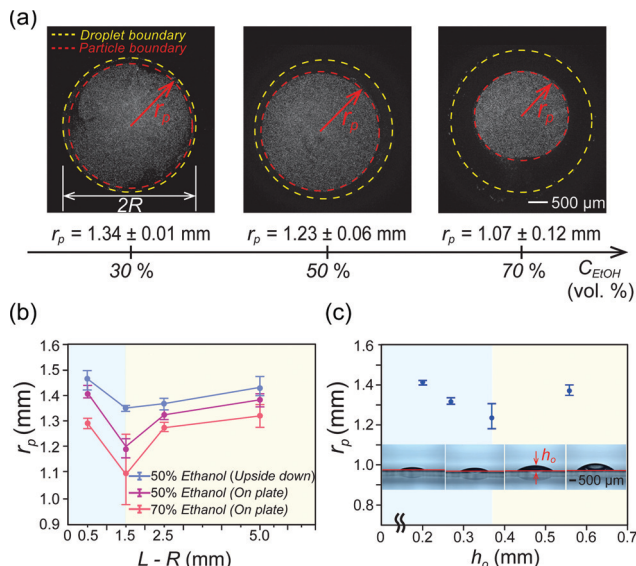 (a)
Droplet boundary
Particle boundary
r_p
r_p
r_p
2R
500 μm
r_p = 1.34 ± 0.01 mm
r_p = 1.23 ± 0.06 mm
r_p = 1.07 ± 0.12 mm
30 %
50 %
70 %
C_EtOH
(vol. %)
(b)
r_p (mm)
1.6
1.5
1.4
1.3
1.2
1.1
1.0
0.9
50% Ethanol (Upside down)
50% Ethanol (On plate)
70% Ethanol (On plate)
0.5
1.5
2.5
5.0
L - R (mm)
(c)
r_p (mm)
1.6
1.4
1.2
1.0
0.8
h_o
500 μm
0.2
0.3
0.4
0.5
0.6
0.7
h_o (mm)